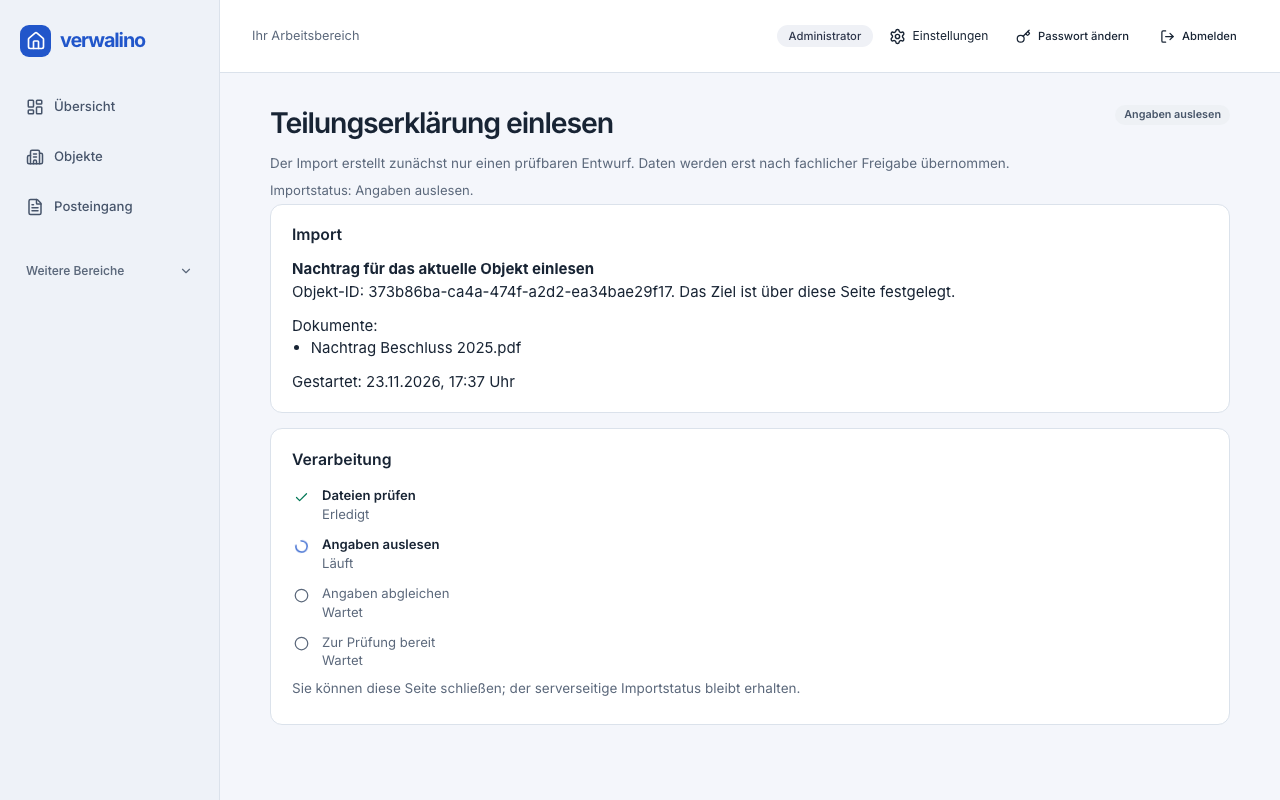 verwalino
Ihr Arbeitsbereich
Administrator
Einstellungen
Passwort ändern
Abmelden
Übersicht
Objekte
Posteingang
Weitere Bereiche
Teilungserklärung einlesen
Angaben auslesen
Der Import erstellt zunächst nur einen prüfbaren Entwurf. Daten werden erst nach fachlicher Freigabe übernommen.
Importstatus: Angaben auslesen.
Import
Nachtrag für das aktuelle Objekt einlesen
Objekt-ID: 373b86ba-ca4a-474f-a2d2-ea34bae29f17. Das Ziel ist über diese Seite festgelegt.
Dokumente:
• Nachtrag Beschluss 2025.pdf
Gestartet: 23.11.2026, 17:37 Uhr
Verarbeitung
Dateien prüfen
Erledigt
Angaben auslesen
Läuft
Angaben abgleichen
Wartet
Zur Prüfung bereit
Wartet
Sie können diese Seite schließen; der serverseitige Importstatus bleibt erhalten.